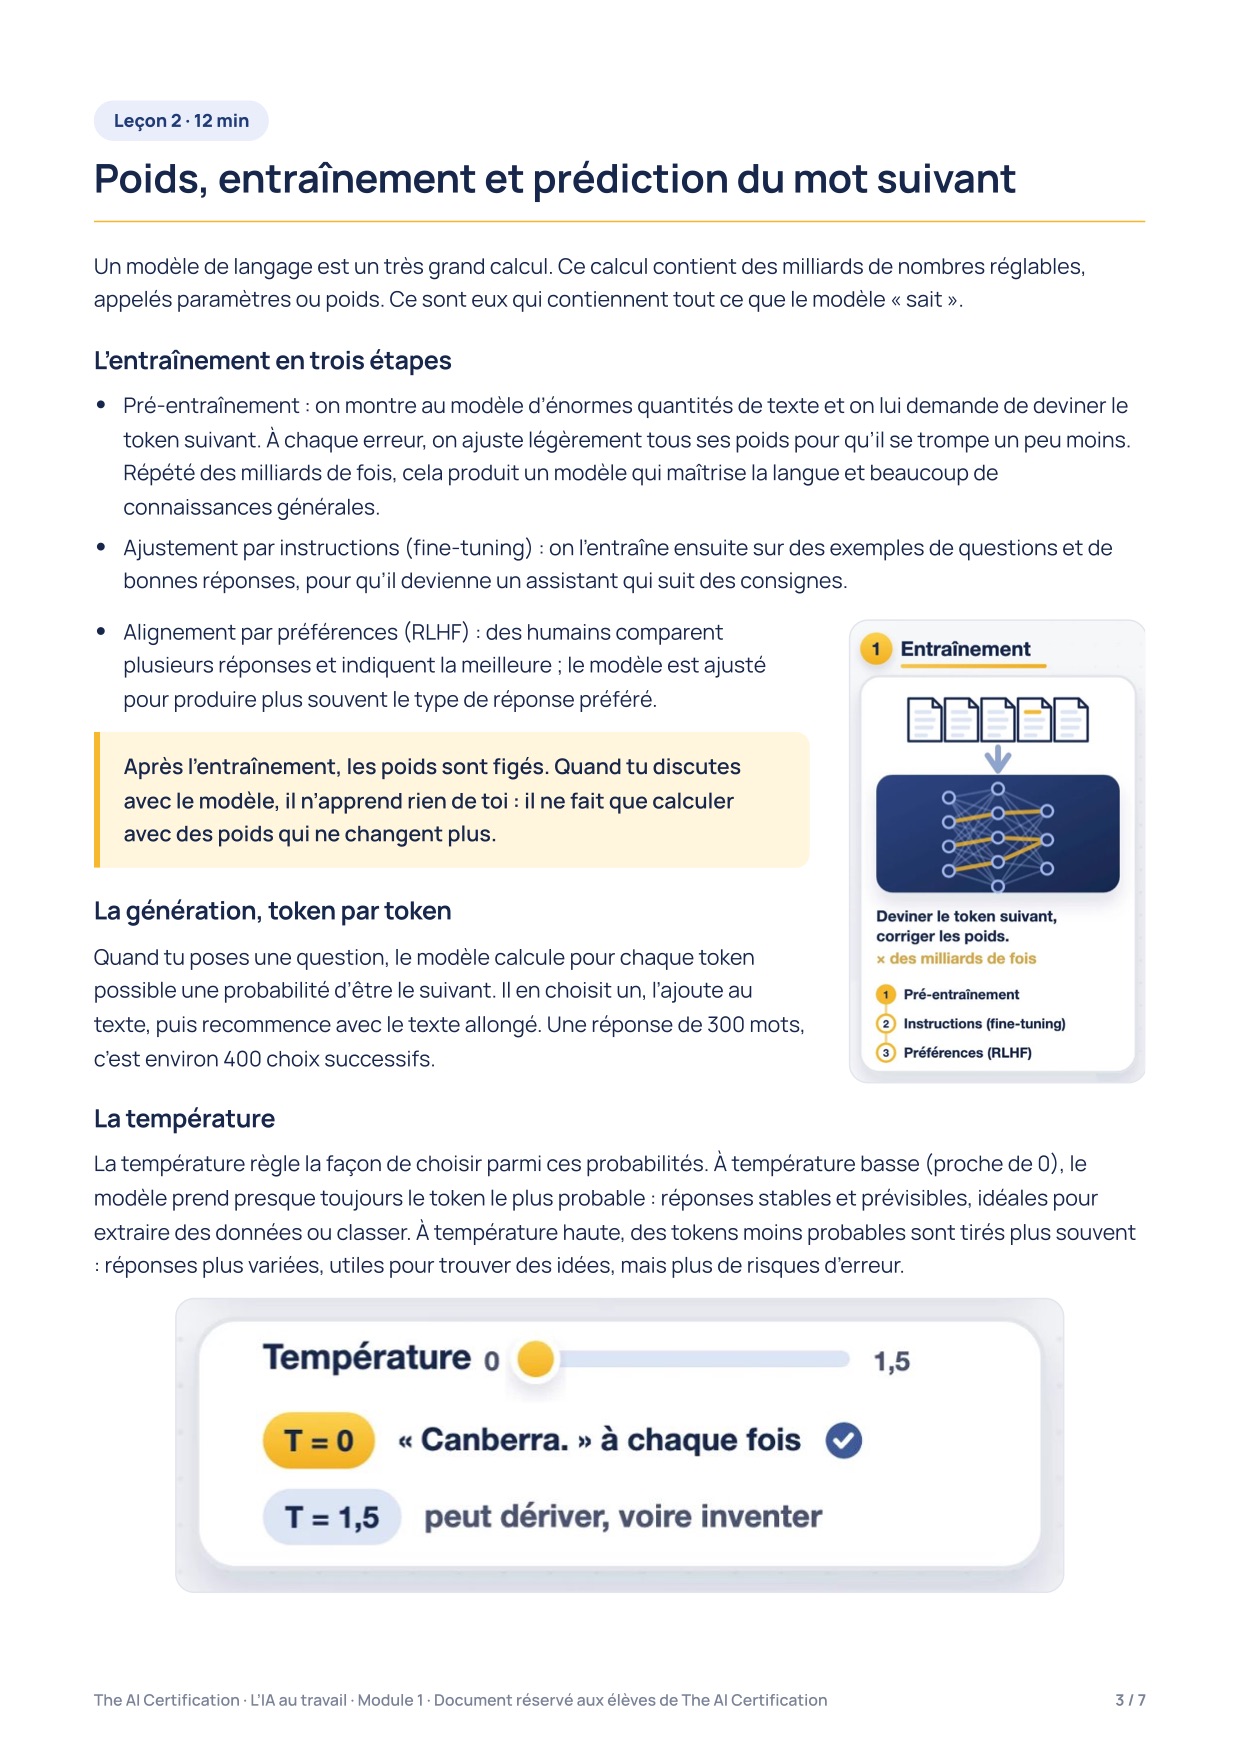 Leçon 2 · 12 min
Poids, entraînement et prédiction du mot suivant
Un modèle de langage est un très grand calcul. Ce calcul contient des milliards de nombres réglables,
appelés paramètres ou poids. Ce sont eux qui contiennent tout ce que le modèle « sait ».
L’entraînement en trois étapes
• Pré-entraînement : on montre au modèle d’énormes quantités de texte et on lui demande de deviner le
token suivant. À chaque erreur, on ajuste légèrement tous ses poids pour qu’il se trompe un peu moins.
Répété des milliards de fois, cela produit un modèle qui maîtrise la langue et beaucoup de
connaissances générales.
• Ajustement par instructions (fine-tuning) : on l’entraîne ensuite sur des exemples de questions et de
bonnes réponses, pour qu’il devienne un assistant qui suit des consignes.
• Alignement par préférences (RLHF) : des humains comparent
plusieurs réponses et indiquent la meilleure ; le modèle est ajusté
pour produire plus souvent le type de réponse préféré.
Après l’entraînement, les poids sont figés. Quand tu discutes
avec le modèle, il n’apprend rien de toi : il ne fait que calculer
avec des poids qui ne changent plus.
La génération, token par token
Quand tu poses une question, le modèle calcule pour chaque token
possible une probabilité d’être le suivant. Il en choisit un, l’ajoute au
texte, puis recommence avec le texte allongé. Une réponse de 300 mots,
c’est environ 400 choix successifs.
1 Entraînement
Deviner le token suivant,
corriger les poids.
× des milliards de fois
1 Pré-entraînement
2 Instructions (fine-tuning)
3 Préférences (RLHF)
La température
La température règle la façon de choisir parmi ces probabilités. À température basse (proche de 0), le
modèle prend presque toujours le token le plus probable : réponses stables et prévisibles, idéales pour
extraire des données ou classer. À température haute, des tokens moins probables sont tirés plus souvent
: réponses plus variées, utiles pour trouver des idées, mais plus de risques d’erreur.
Température 0 1,5
T = 0 « Canberra. » à chaque fois
T = 1,5 peut dériver, voire inventer
The AI Certification · L’IA au travail · Module 1 · Document réservé aux élèves de The AI Certification 3 / 7